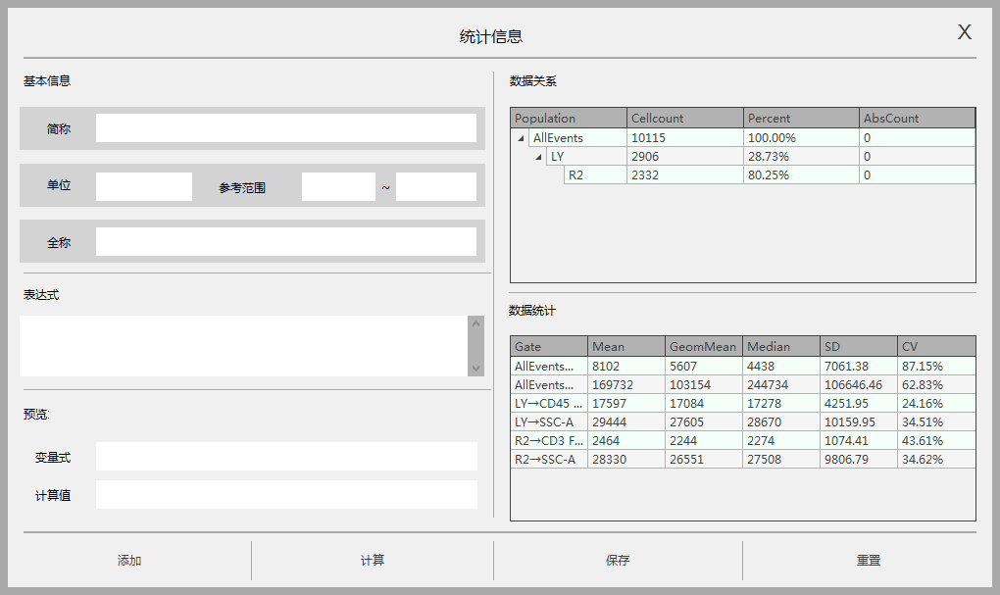 统计信息
X
基本信息
简称
单位 参考范围 ~
全称
表达式
预览:
变量式
计算值
数据关系
Population Cellcount Percent AbsCount
AllEvents 10115 100.00% 0
LY 2906 28.73% 0
R2 2332 80.25% 0
数据统计
Gate Mean GeomMean Median SD CV
AllEvents... 8102 5607 4438 7061.38 87.15%
AllEvents... 169732 103154 244734 106646.46 62.83%
LY→CD45 ... 17597 17084 17278 4251.95 24.16%
LY→SSC-A 29444 27605 28670 10159.95 34.51%
R2→CD3 F... 2464 2244 2274 1074.41 43.61%
R2→SSC-A 28330 26551 27508 9806.79 34.62%
添加 计算 保存 重置